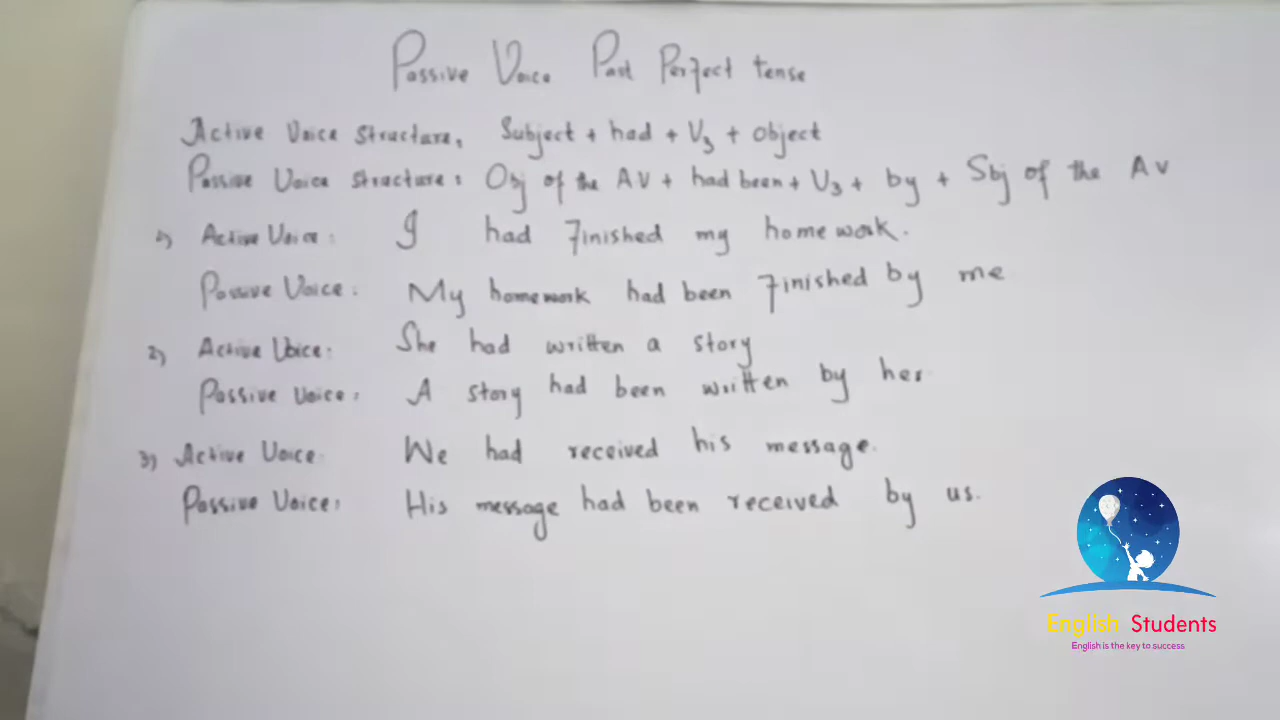 Passive Voice Past Perfect tense
Active Voice Structure: Subject + had + V3 + object
Passive Voice Structure: Obj of the AV + had been + V3 + by + Sbj of the AV
1) Active Voice: I had finished my homework.
Passive Voice: My homework had been finished by me
2) Active Voice: She had written a story
Passive Voice: A story had been written by her
3) Active Voice: We had received his message.
Passive Voice: His message had been received by us.
English Students
English is the key to success